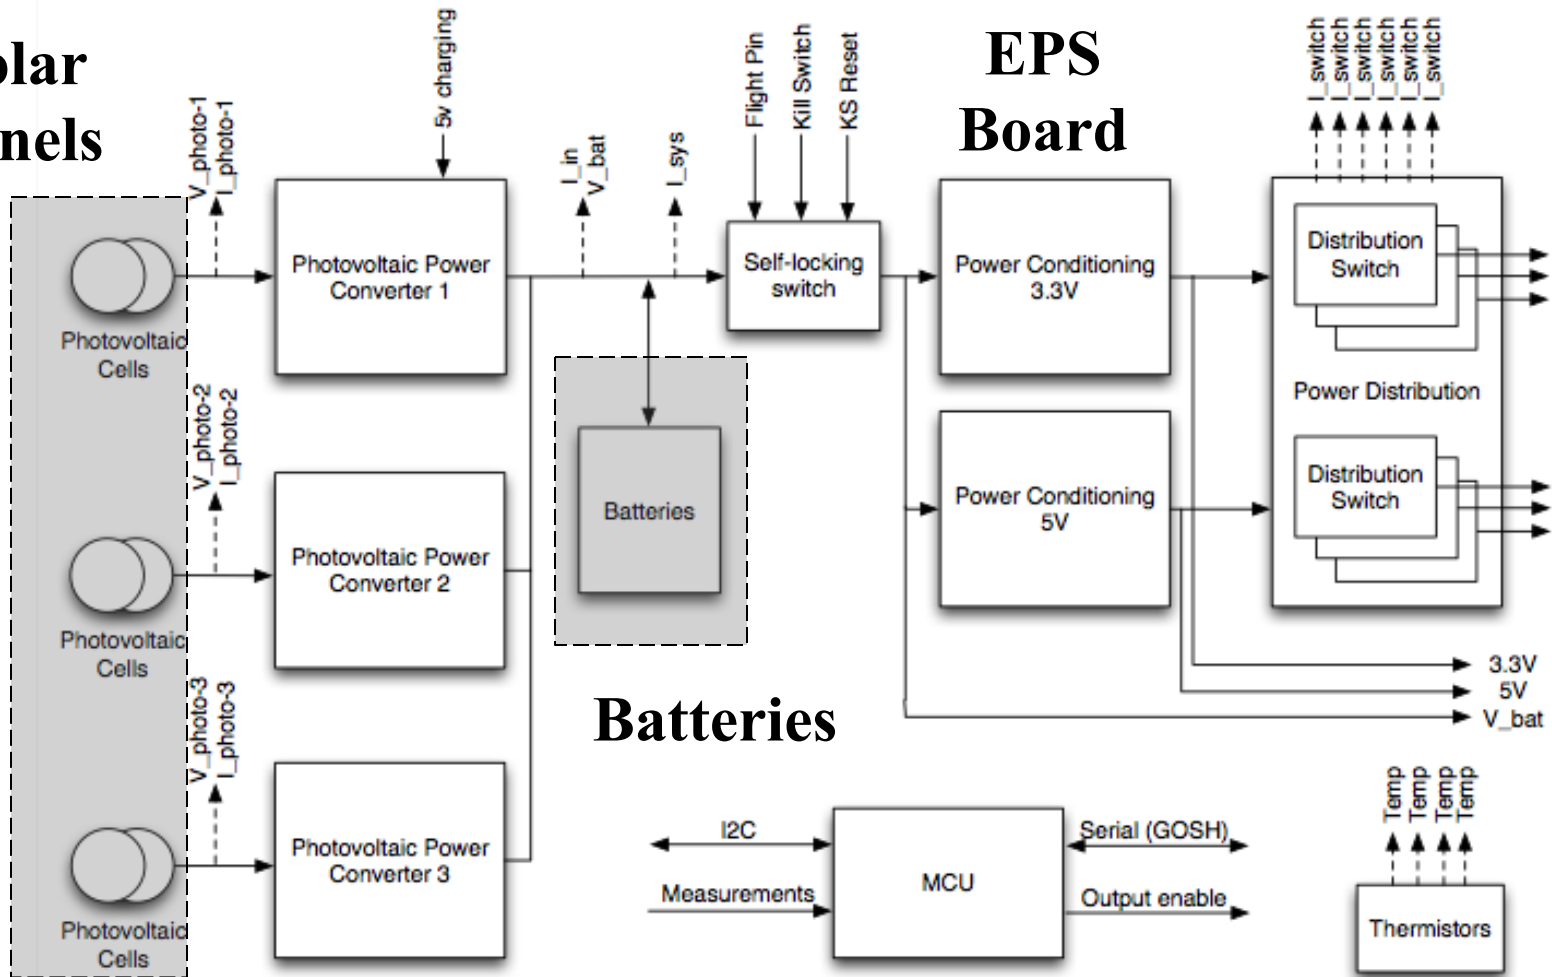 olar
nels
EPS
Board
V_photo-1
I_photo-1
5v charging
I_in
V_bat
I_sys
Flight Pin
Kill Switch
KS Reset
I_switch
I_switch
I_switch
I_switch
I_switch
I_switch
Photovoltaic
Cells
Photovoltaic Power
Converter 1
Self-locking
switch
Power Conditioning
3.3V
Distribution
Switch
Power Distribution
V_photo-2
I_photo-2
Photovoltaic
Cells
Photovoltaic Power
Converter 2
Batteries
Power Conditioning
5V
Distribution
Switch
3.3V
5V
V_bat
Batteries
V_photo-3
I_photo-3
Photovoltaic
Cells
Photovoltaic Power
Converter 3
I2C
Measurements
MCU
Serial (GOSH)
Output enable
Temp
Temp
Temp
Temp
Thermistors